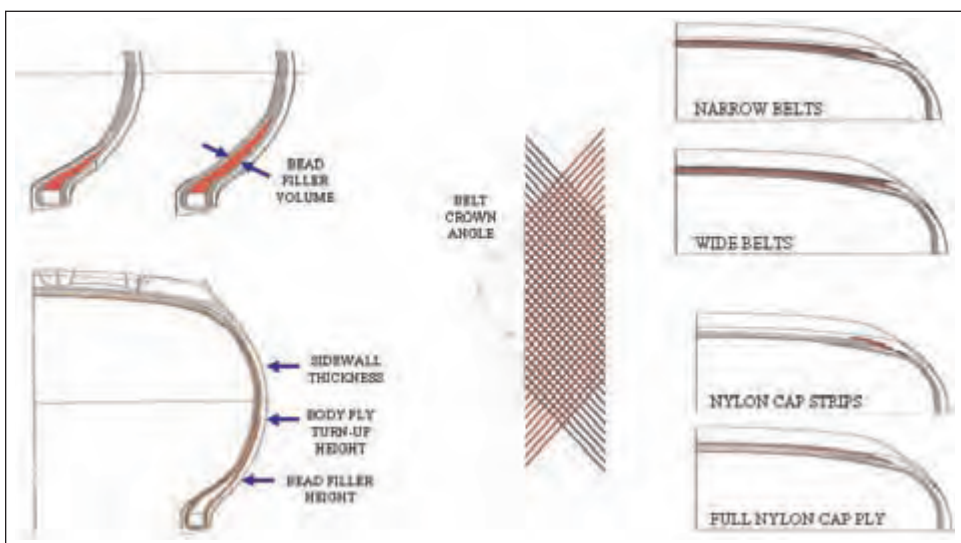 BEAD
FILLER
VOLUME
SIDEWALL
THICKNESS
BODY PLY
TURN-UP
HEIGHT
BEAD FILLER
HEIGHT
BELT
CROWN
ANGLE
NARROW BELTS
WIDE BELTS
NYLON CAP STRIPS
FULL NYLON CAP PLY